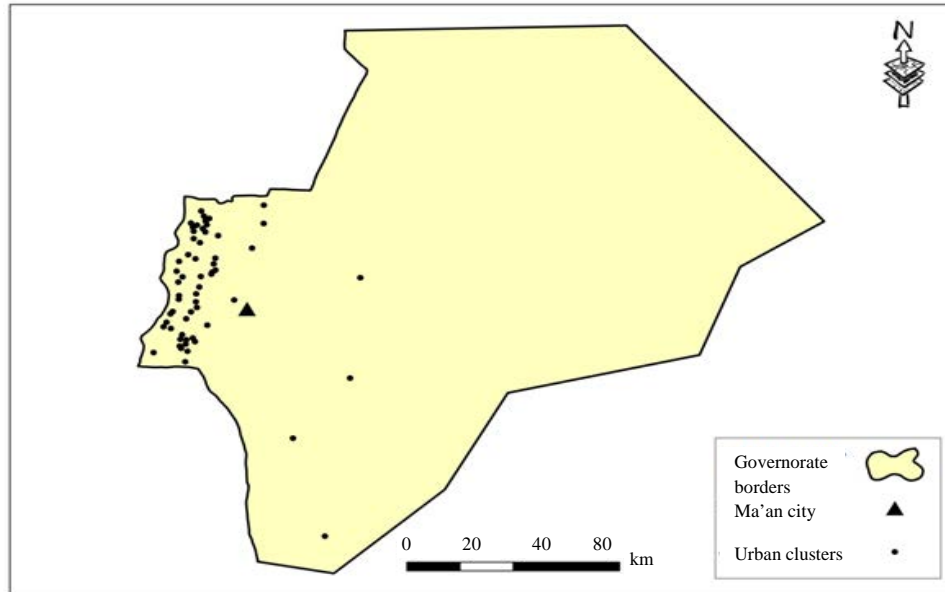 N
Governorate
borders
Ma’an city
Urban clusters
0 20 40 80
km